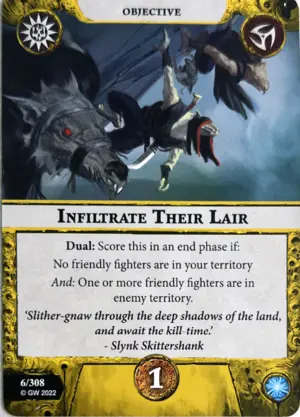 OBJECTIVE
INFILTRATE THEIR LAIR
Dual: Score this in an end phase if:
No friendly fighters are in your territory
And: One or more friendly fighters are in
enemy territory.
'Slither-gnaw through the deep shadows of the land,
and await the kill-time.'
- Slynk Skittershank
6/308
© GW 2022
1